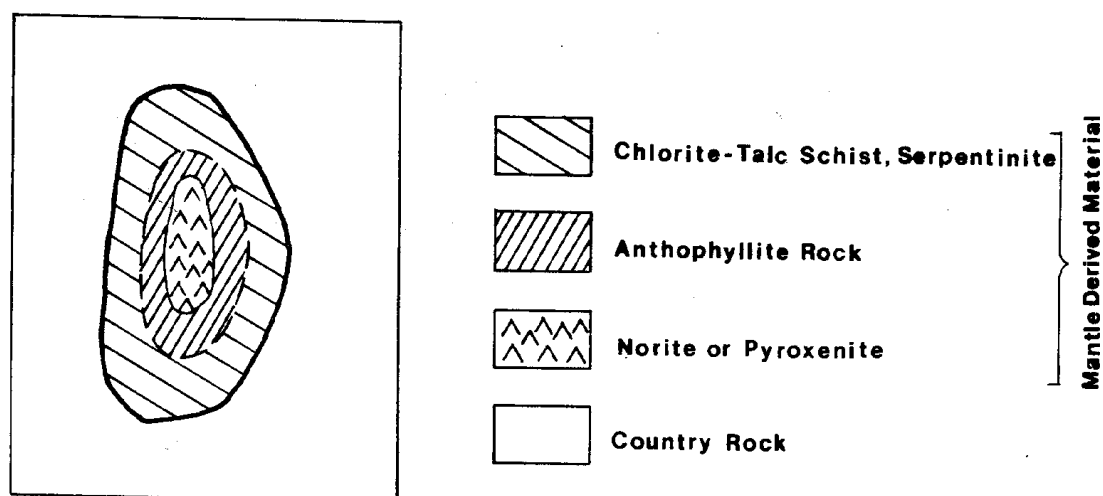 Chlorite-Talc Schist, Serpentinite
Anthophyllite Rock
Norite or Pyroxenite
Country Rock
Mantle Derived Material